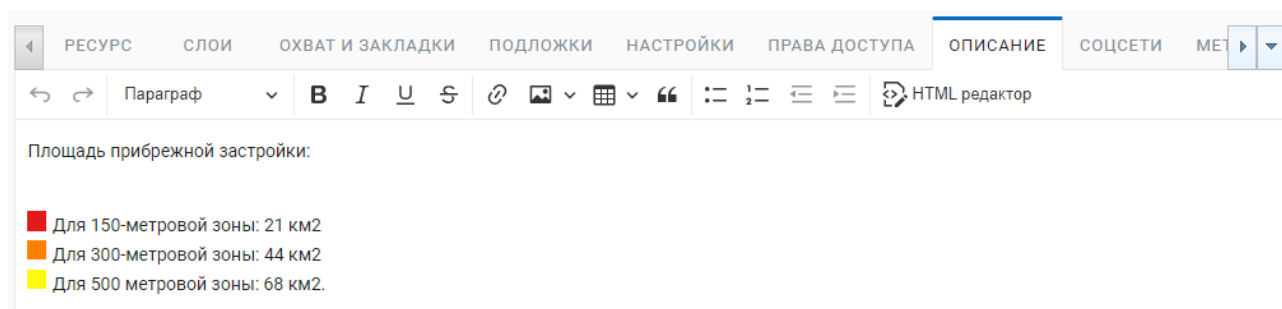 РЕСУРС СЛОИ ОХВАТ И ЗАКЛАДКИ ПОДЛОЖКИ НАСТРОЙКИ ПРАВА ДОСТУПА ОПИСАНИЕ СОЦСЕТИ МЕТ
Параграф B I U S HTML редактор
Площадь прибрежной застройки:
Для 150-метровой зоны: 21 км2
Для 300-метровой зоны: 44 км2
Для 500 метровой зоны: 68 км2.